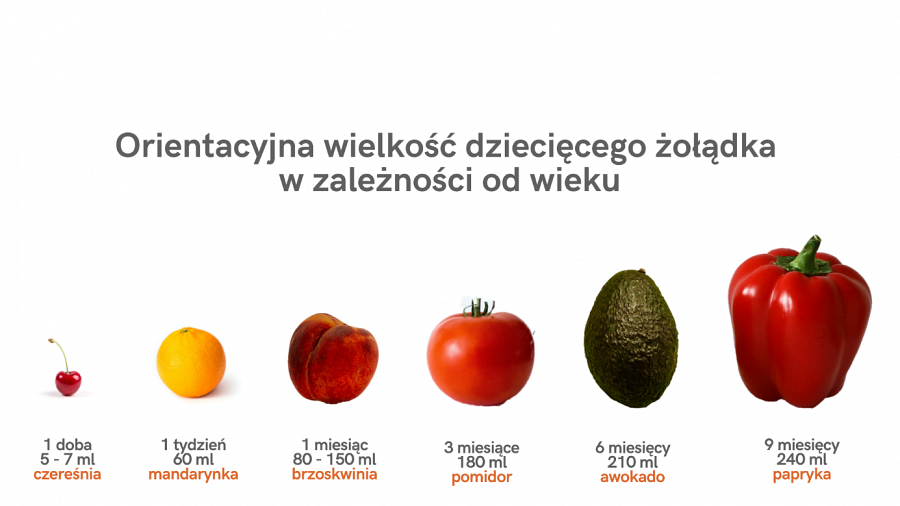 Orientacyjna wielkość dziecięcego żołądka
w zależności od wieku
1 doba
5 - 7 ml
czereśnia
1 tydzień
60 ml
mandarynka
1 miesiąc
80 - 150 ml
brzoskwinia
3 miesiące
180 ml
pomidor
6 miesięcy
210 ml
awokado
9 miesięcy
240 ml
papryka